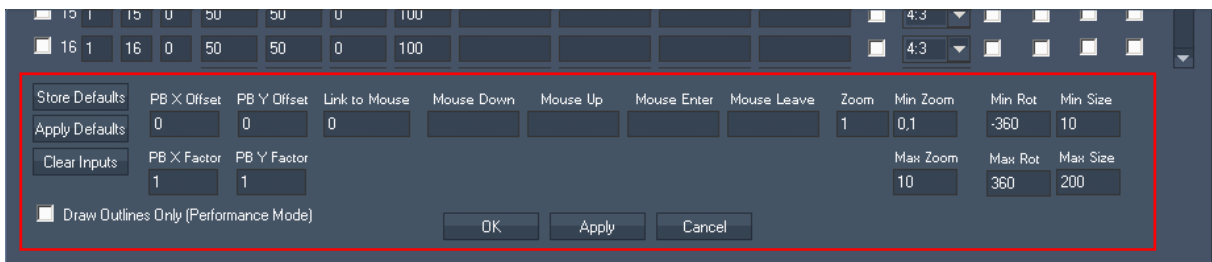 15 1 15 0 50 50 0 100 4:3
16 1 16 0 50 50 0 100 4:3
Store Defaults PB X Offset PB Y Offset Link to Mouse Mouse Down Mouse Up Mouse Enter Mouse Leave Zoom Min Zoom Min Rot Min Size
Apply Defaults 0 0 0 1 0,1 -360 10
Clear Inputs PB X Factor PB Y Factor Max Zoom Max Rot Max Size
1 1 10 360 200
Draw Outlines Only (Performance Mode)
OK Apply Cancel